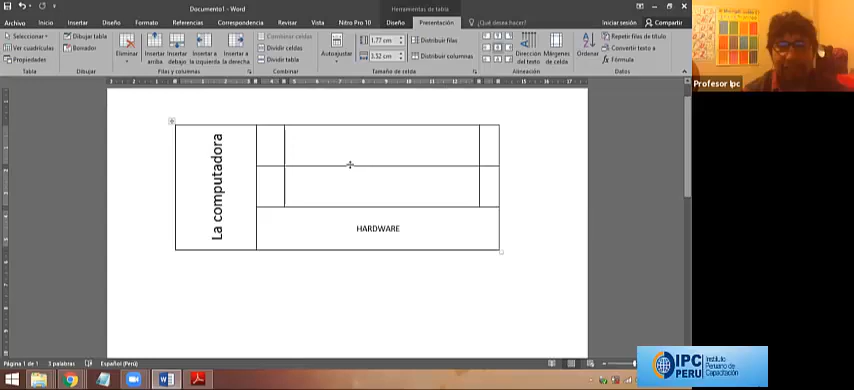 Documento1 - Word
Herramientas de tabla
Archivo Inicio Insertar Diseño Formato Referencias Correspondencia Revisar Vista Nitro Pro 10 Diseño Presentación ¿Qué desea hacer? Iniciar sesión Compartir
Seleccionar
Ver cuadrículas
Propiedades
Tabla
Dibujar tabla
Borrador
Dibujar
Eliminar
Insertar arriba
Insertar debajo
Insertar a la izquierda
Insertar a la derecha
Filas y columnas
Combinar celdas
Dividir celdas
Dividir tabla
Combinar
Autoajustar
1.77 cm
3.52 cm
Distribuir filas
Distribuir columnas
Tamaño de celda
Dirección del texto
Márgenes de celda
Alineación
Ordenar
Repetir filas de título
Convertir texto a
Fórmula
Datos
La computadora
HARDWARE
Profesor Ipc
Página 1 de 1 3 palabras Español (Perú)
IPC
PERU
Instituto
Peruano de
Capacitación